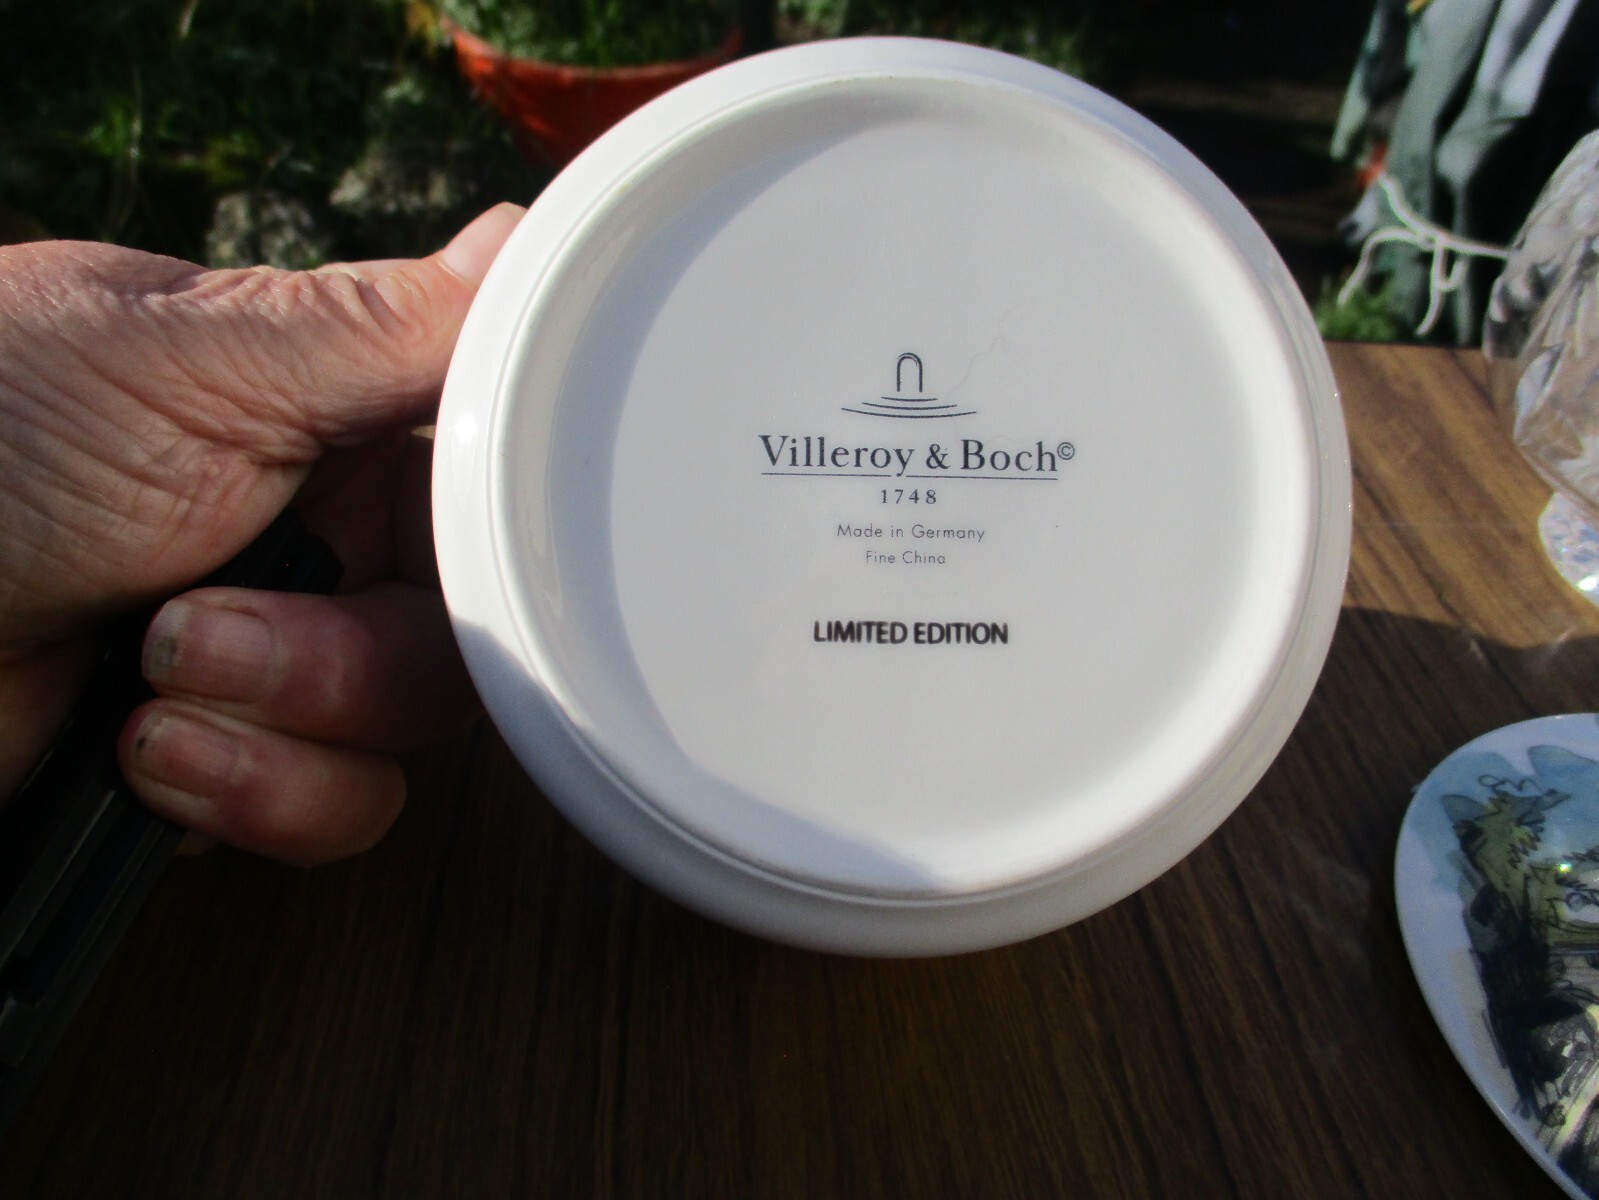 Villeroy & Boch©
1748
Made in Germany
Fine China
LIMITED EDITION